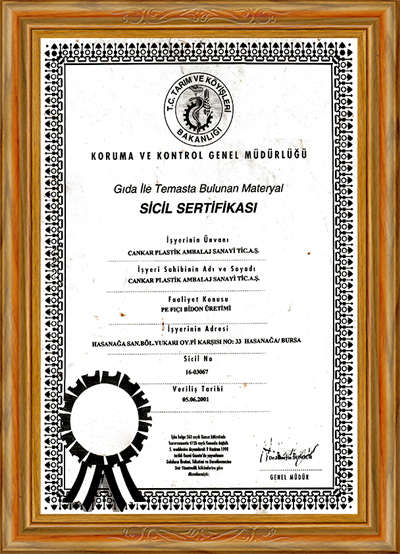 T.C. TARIM VE KÖYİŞLERİ
BAKANLIĞI
KORUMA VE KONTROL GENEL MÜDÜRLÜĞÜ
Gıda İle Temasta Bulunan Materyal
SİCİL SERTİFİKASI
İşyerinin Ünvanı
ÇANKAR PLASTİK AMBALAJ SANAYİ TİC.A.Ş.
İşyeri Sahibinin Adı ve Soyadı
ÇANKAR PLASTİK AMBALAJ SANAYİ TİC.A.Ş.
Faaliyet Konusu
PE FIÇI BİDON ÜRETİMİ
İşyerinin Adresi
HASANAĞA SAN.BÖL.YUKARI OY.Pİ KARŞISI NO: 33 HASANAĞA/ BURSA
Sicil No
16-03067
Veriliş Tarihi
05.06.2001
GENEL MÜDÜR